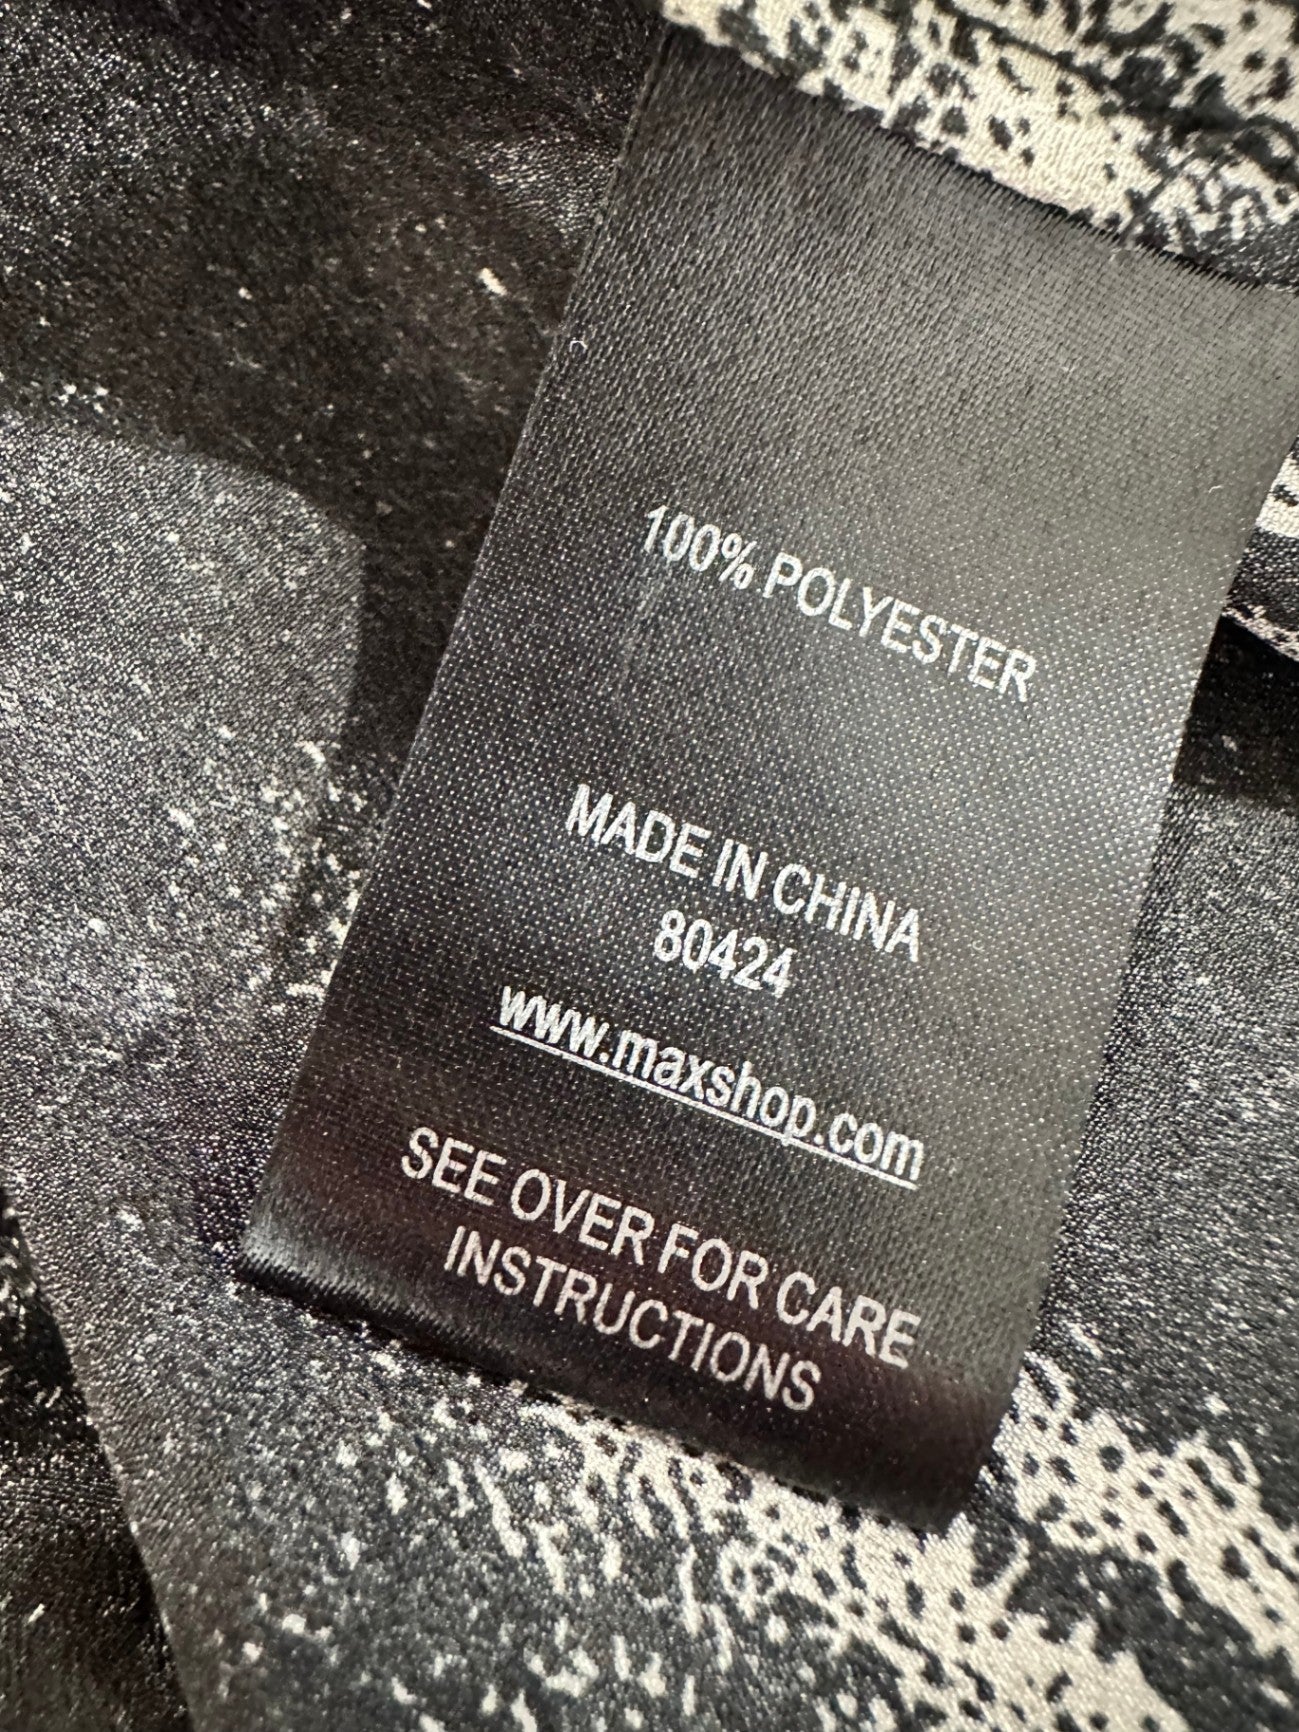 100% POLYESTER
MADE IN CHINA
80424
www.maxshop.com
SEE OVER FOR CARE
INSTRUCTIONS